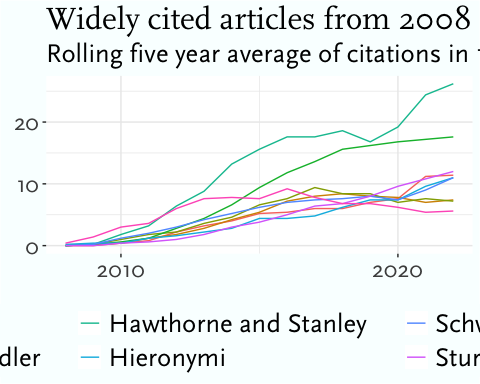 Widely cited articles from 2008
Rolling five year average of citations in
20
10
0
2010
2020
Hawthorne and Stanley
Hieronymi